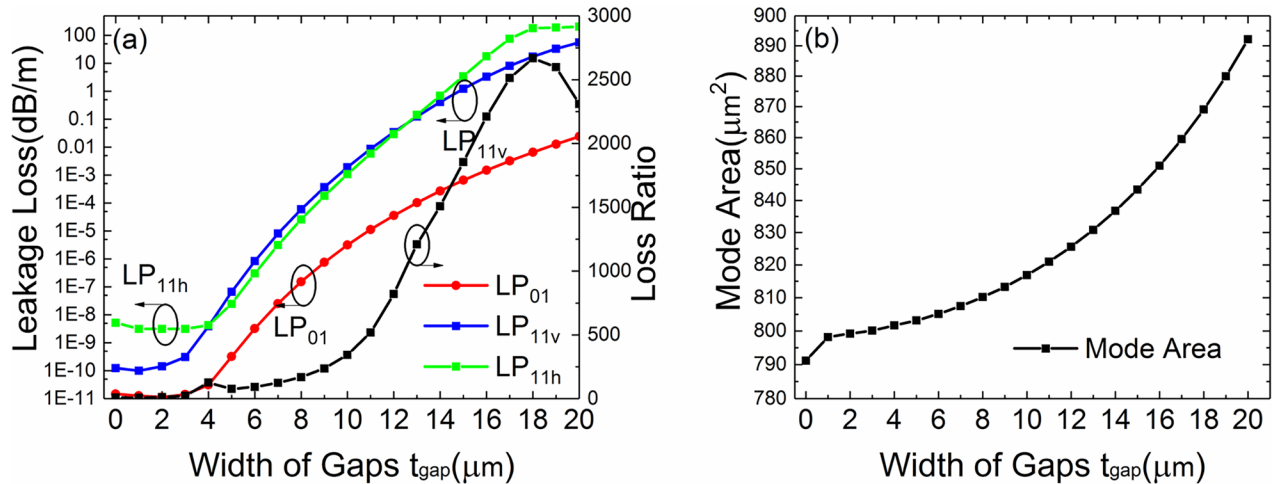 (a)
Leakage Loss(dB/m)
100
10
1
0.1
0.01
1E-3
1E-4
1E-5
1E-6
1E-7
1E-8
1E-9
1E-10
1E-11
0 2 4 6 8 10 12 14 16 18 20
Width of Gaps tgap(μm)
3000
2500
2000
1500
1000
500
0
Loss Ratio
LP11v
LP11h
LP01
LP01
LP11v
LP11h
(b)
Mode Area(μm2)
900
890
880
870
860
850
840
830
820
810
800
790
780
0 2 4 6 8 10 12 14 16 18 20
Width of Gaps tgap(μm)
Mode Area